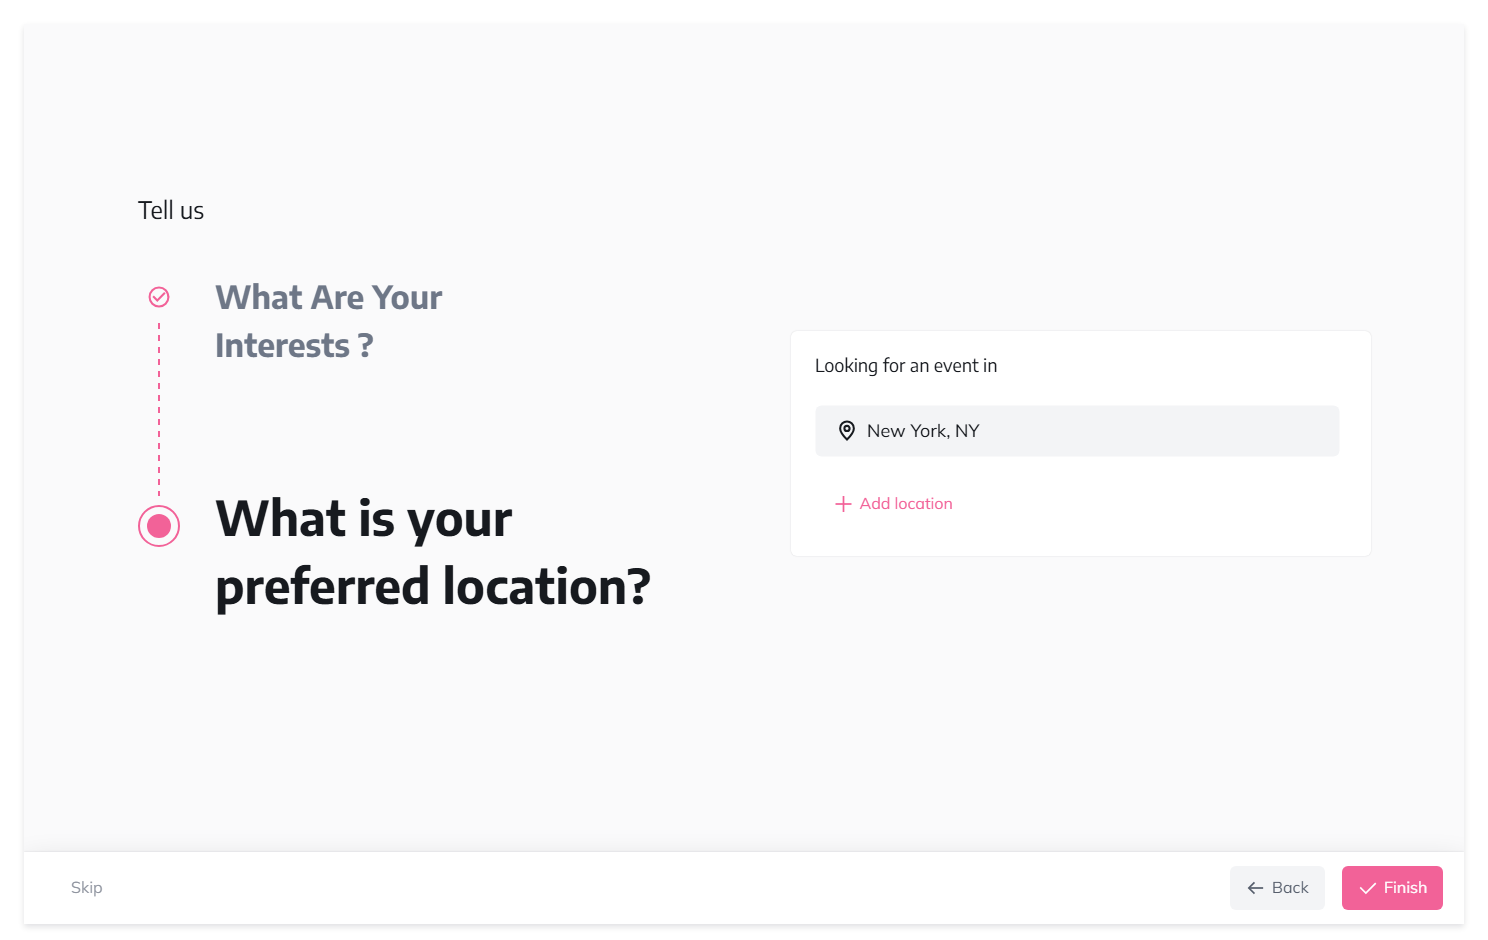 Tell us
What Are Your
Interests ?
What is your
preferred location?
Looking for an event in
New York, NY
Add location
Skip
Back
Finish